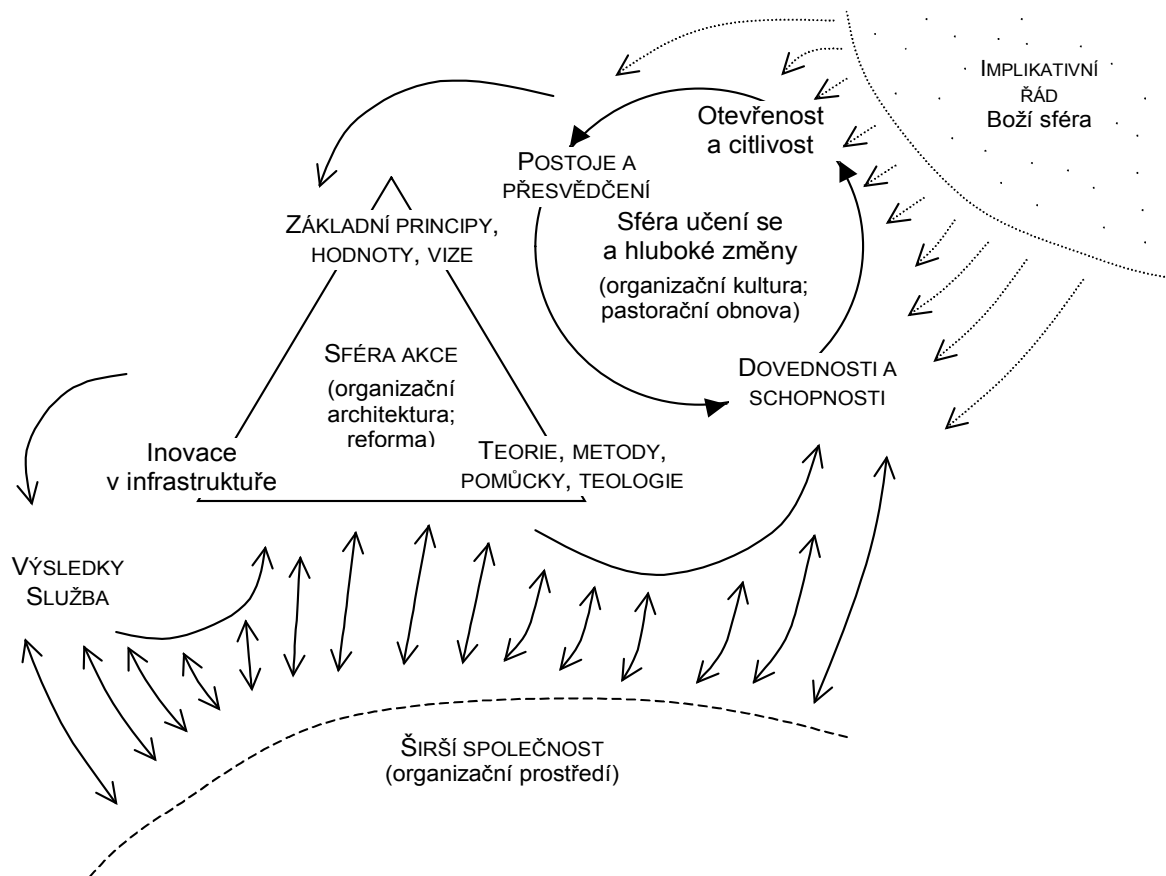 IMPLIKATIVNÍ
ŘÁD
Boží sféra
Otevřenost
a citlivost
POSTOJE A
PŘESVĚDČENÍ
Sféra učení se
a hluboké změny
(organizační kultura;
pastorační obnova)
DOVEDNOSTI A
SCHOPNOSTI
ZÁKLADNÍ PRINCIPY,
HODNOTY, VIZE
SFÉRA AKCE
(organizační
architektura;
reforma)
Inovace
v infrastruktuře
TEORIE, METODY,
POMŮCKY, TEOLOGIE
VÝSLEDKY
SLUŽBA
ŠIRŠÍ SPOLEČNOST
(organizační prostředí)